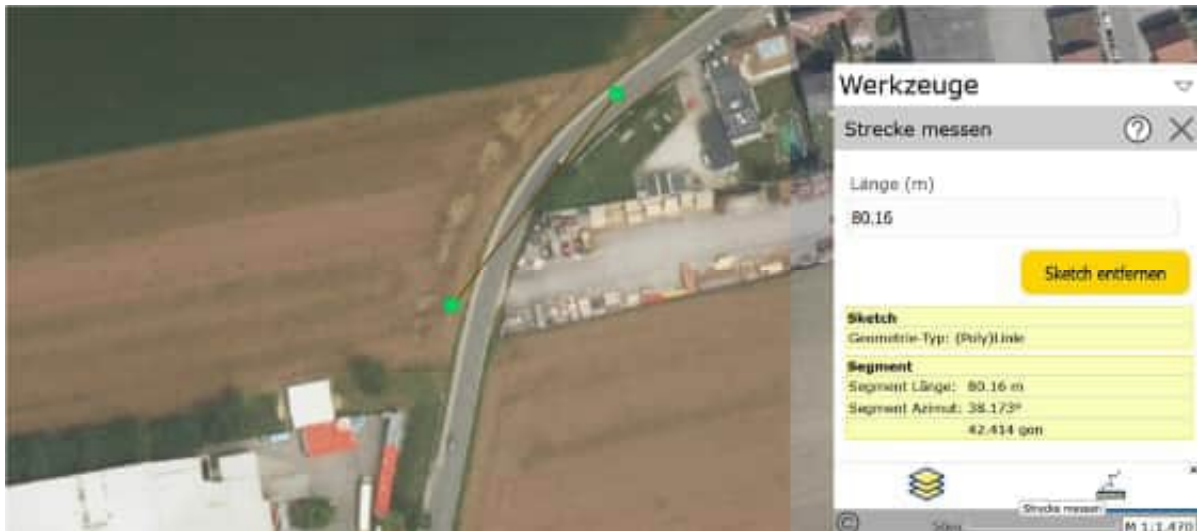 Werkzeuge
Strecke messen
Länge (m)
80.16
Sketch entfernen
Sketch
Geometrie-Typ: (Poly)Linie
Segment
Segment Länge: 80.16 m
Segment Azimut: 38.173°
42.414 gon
Strecke messen
©
50m